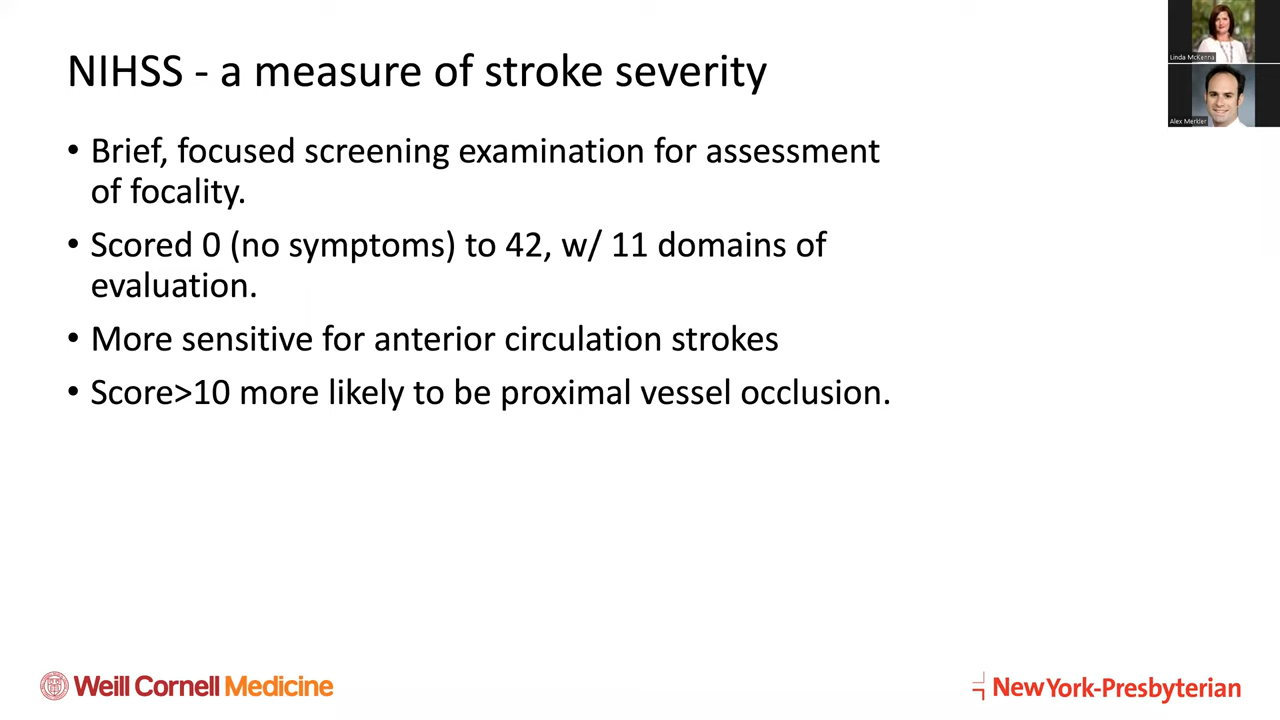 NIHSS - a measure of stroke severity
• Brief, focused screening examination for assessment
of focality.
• Scored 0 (no symptoms) to 42, w/ 11 domains of
evaluation.
• More sensitive for anterior circulation strokes
• Score>10 more likely to be proximal vessel occlusion.
Linda McKenna
Alex Merkler
Weill Cornell Medicine
NewYork-Presbyterian